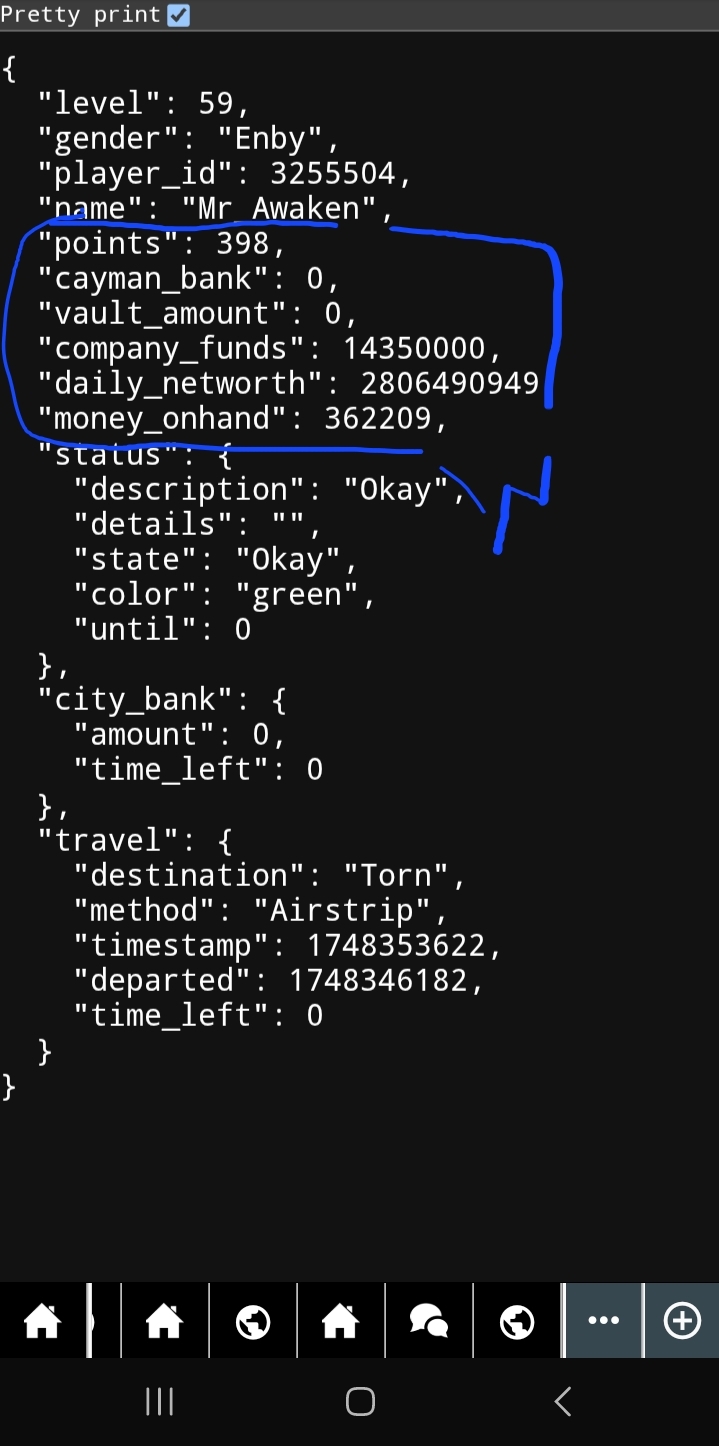 Pretty print
{
"level": 59,
"gender": "Enby",
"player_id": 3255504,
"name": "Mr_Awaken",
"points": 398,
"cayman_bank": 0,
"vault_amount": 0,
"company_funds": 14350000,
"daily_networth": 2806490949
"money_onhand": 362209,
"status": {
"description": "Okay",
"details": "",
"state": "Okay",
"color": "green",
"until": 0
},
"city_bank": {
"amount": 0,
"time_left": 0
},
"travel": {
"destination": "Torn",
"method": "Airstrip",
"timestamp": 1748353622,
"departed": 1748346182,
"time_left": 0
}
}